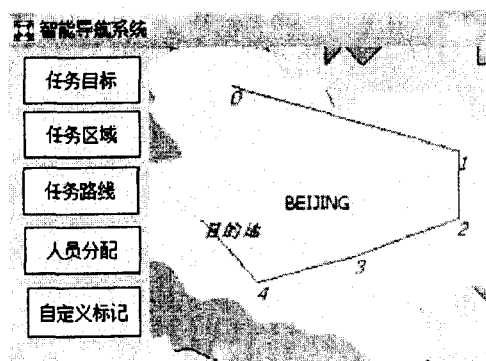 智能导航系统
任务目标
任务区域
任务路线
人员分配
自定义标记
0
1
BEIJING
目的地
2
3
4